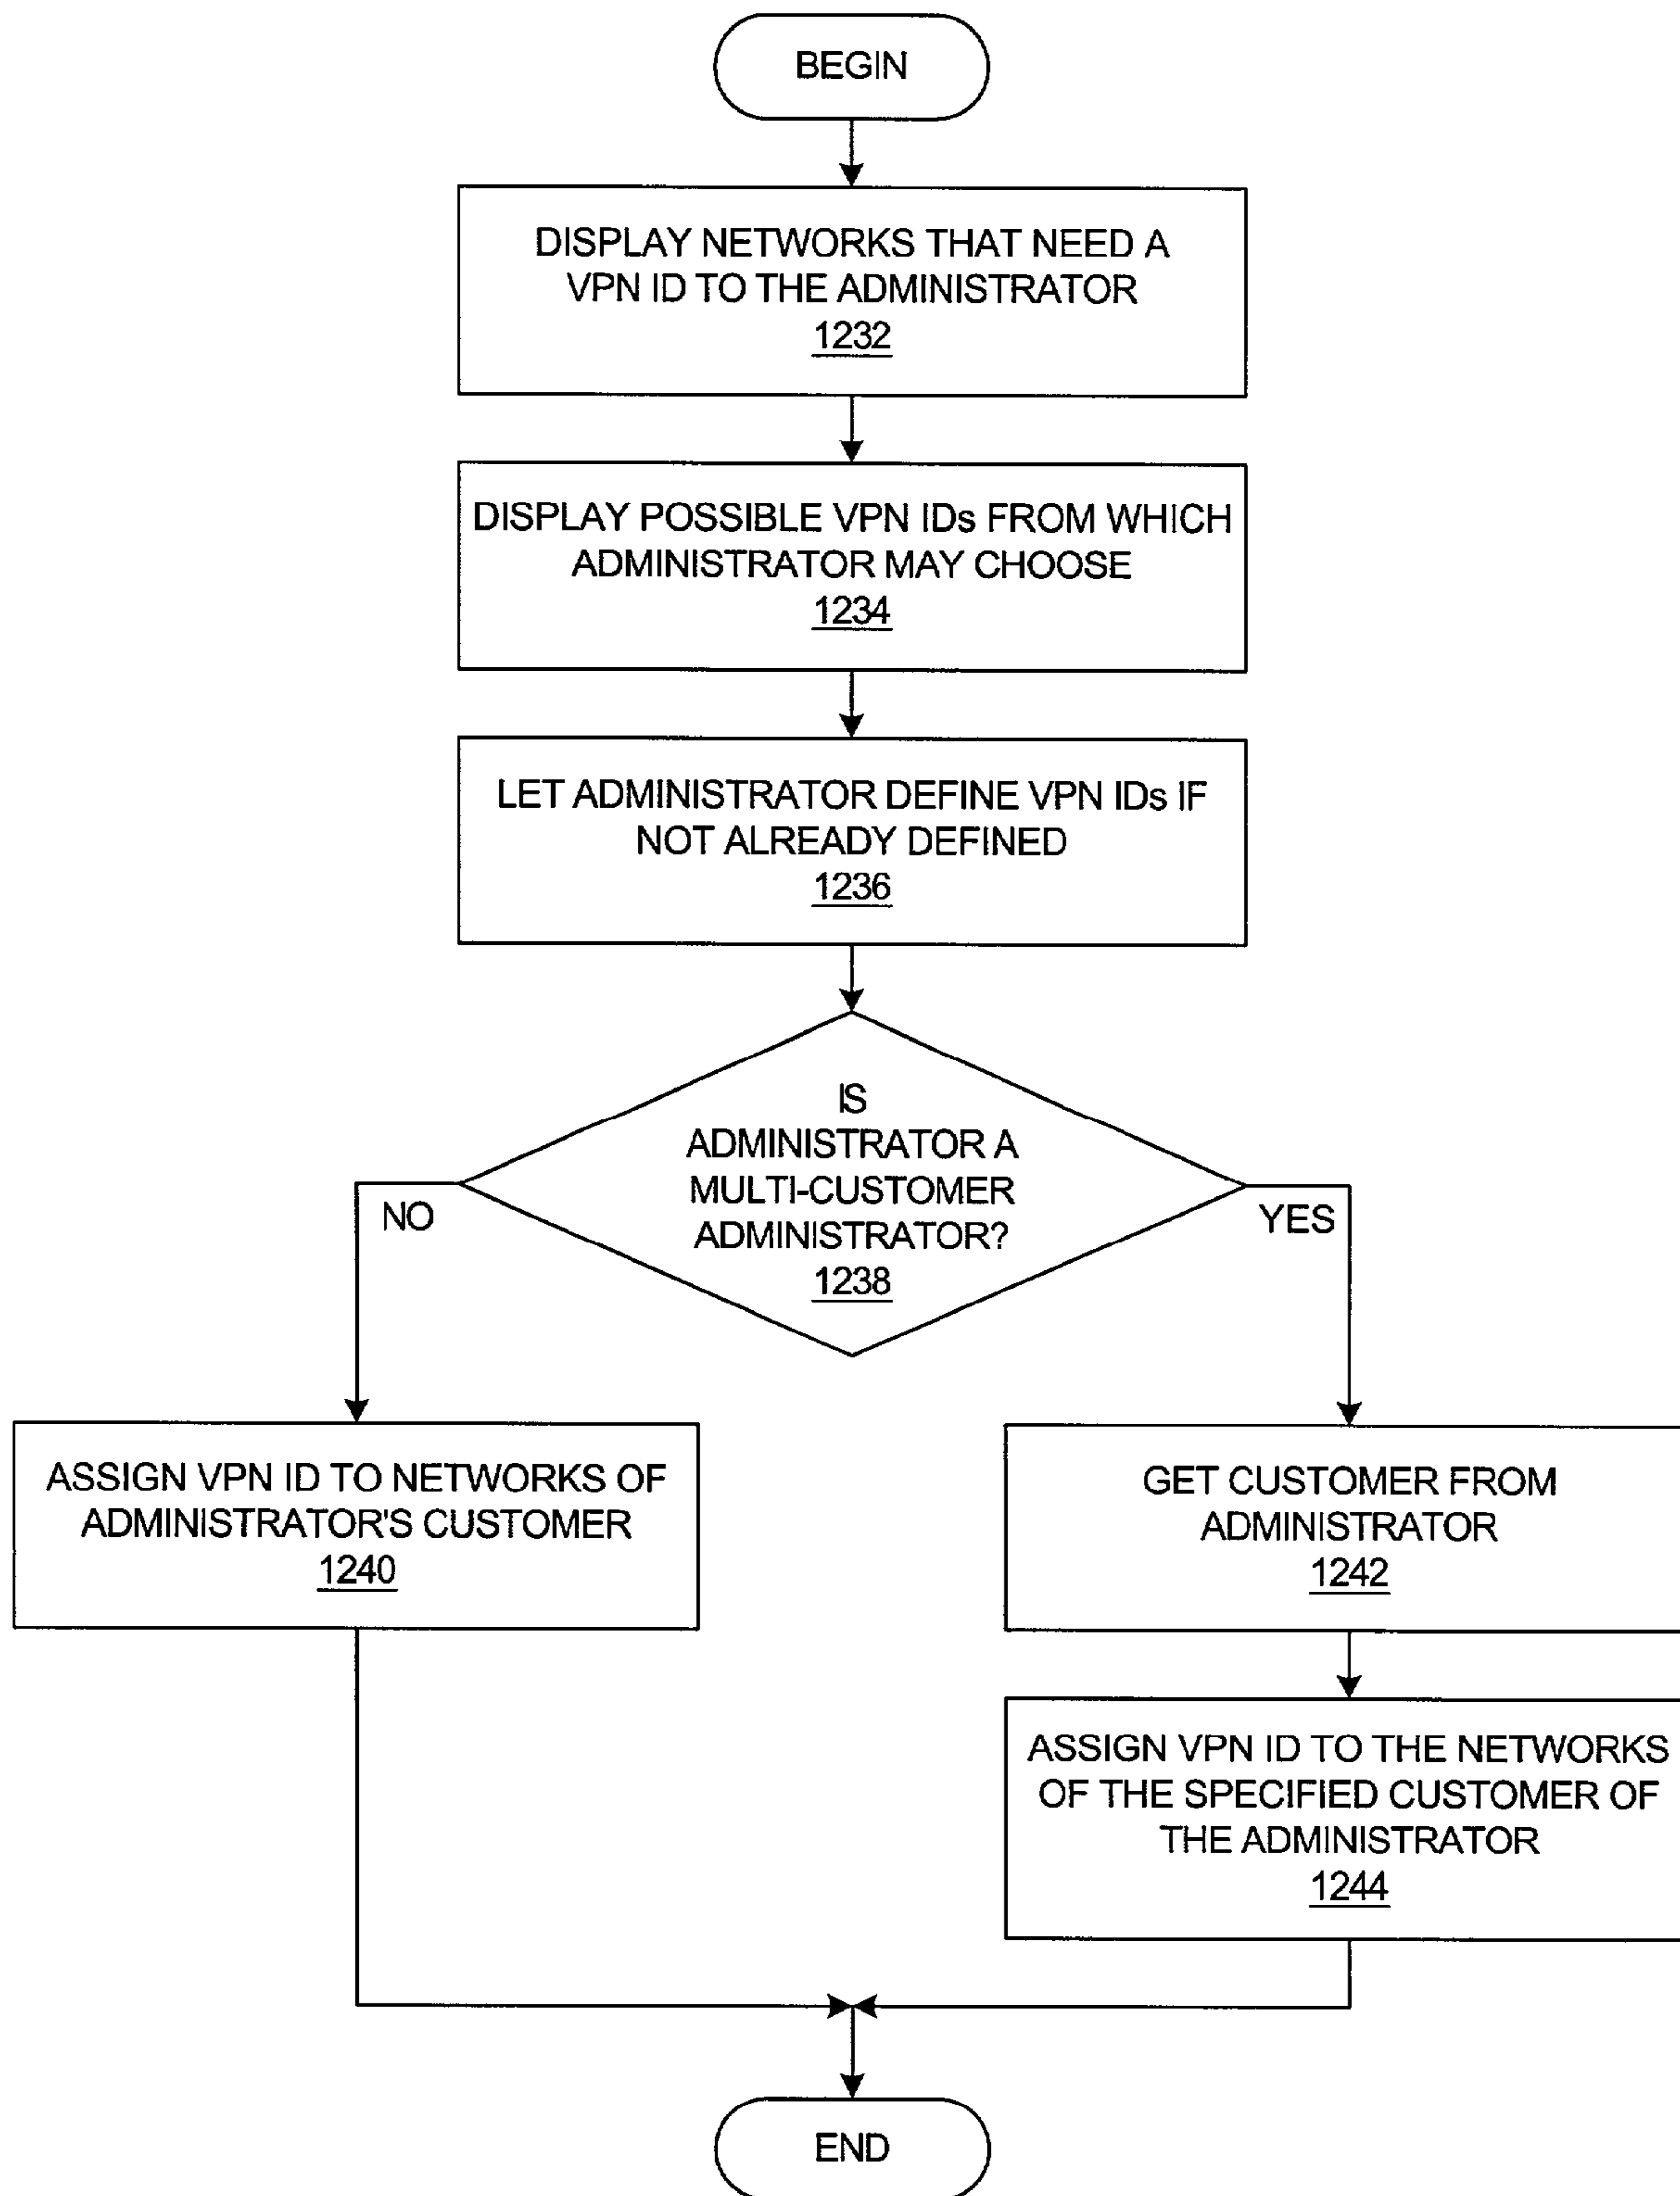 BEGIN
DISPLAY NETWORKS THAT NEED A
VPN ID TO THE ADMINISTRATOR
1232
DISPLAY POSSIBLE VPN IDs FROM WHICH
ADMINISTRATOR MAY CHOOSE
1234
LET ADMINISTRATOR DEFINE VPN IDs IF
NOT ALREADY DEFINED
1236
IS
ADMINISTRATOR A
MULTI-CUSTOMER
ADMINISTRATOR?
1238
NO
YES
ASSIGN VPN ID TO NETWORKS OF
ADMINISTRATOR'S CUSTOMER
1240
GET CUSTOMER FROM
ADMINISTRATOR
1242
ASSIGN VPN ID TO THE NETWORKS
OF THE SPECIFIED CUSTOMER OF
THE ADMINISTRATOR
1244
END